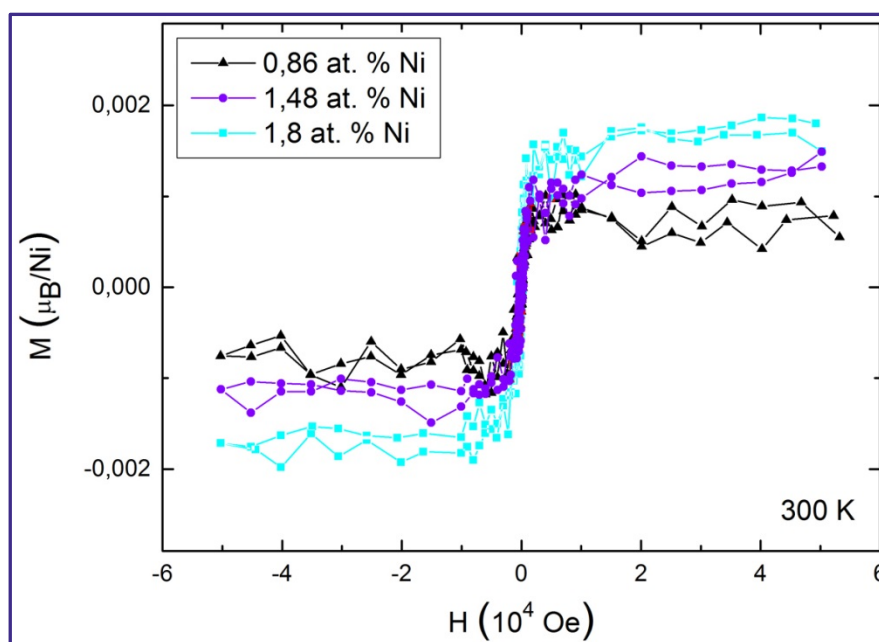 0,86 at. % Ni
1,48 at. % Ni
1,8 at. % Ni
0,002
0,000
-0,002
M (μB/Ni)
300 K
-6 -4 -2 0 2 4 6
H (10⁴ Oe)